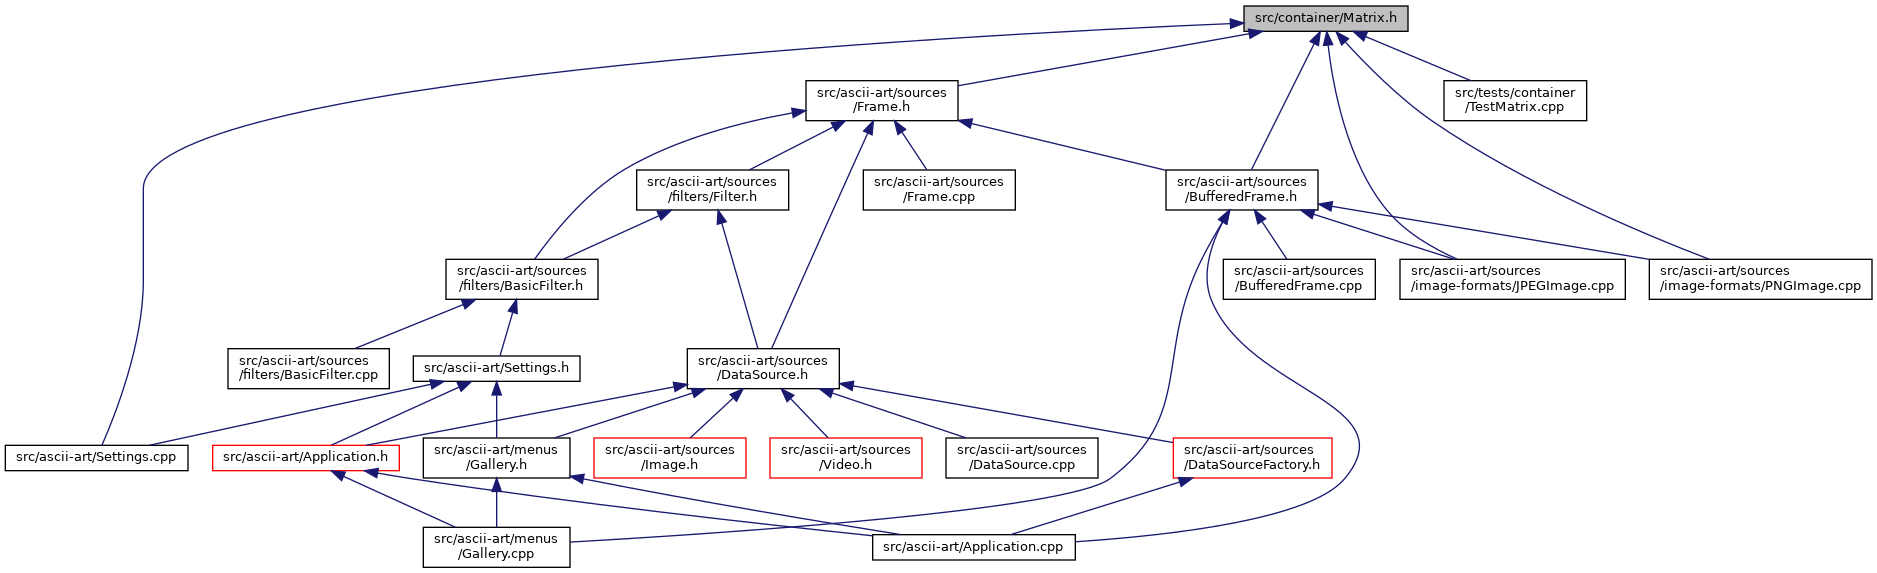 src/container/Matrix.h
src/ascii-art/sources
/Frame.h
src/tests/container
/TestMatrix.cpp
src/ascii-art/sources
/filters/Filter.h
src/ascii-art/sources
/Frame.cpp
src/ascii-art/sources
/BufferedFrame.h
src/ascii-art/sources
/filters/BasicFilter.h
src/ascii-art/sources
/BufferedFrame.cpp
src/ascii-art/sources
/image-formats/JPEGImage.cpp
src/ascii-art/sources
/image-formats/PNGImage.cpp
src/ascii-art/sources
/filters/BasicFilter.cpp
src/ascii-art/Settings.h
src/ascii-art/sources
/DataSource.h
src/ascii-art/Settings.cpp
src/ascii-art/Application.h
src/ascii-art/menus
/Gallery.h
src/ascii-art/sources
/Image.h
src/ascii-art/sources
/Video.h
src/ascii-art/sources
/DataSource.cpp
src/ascii-art/sources
/DataSourceFactory.h
src/ascii-art/menus
/Gallery.cpp
src/ascii-art/Application.cpp